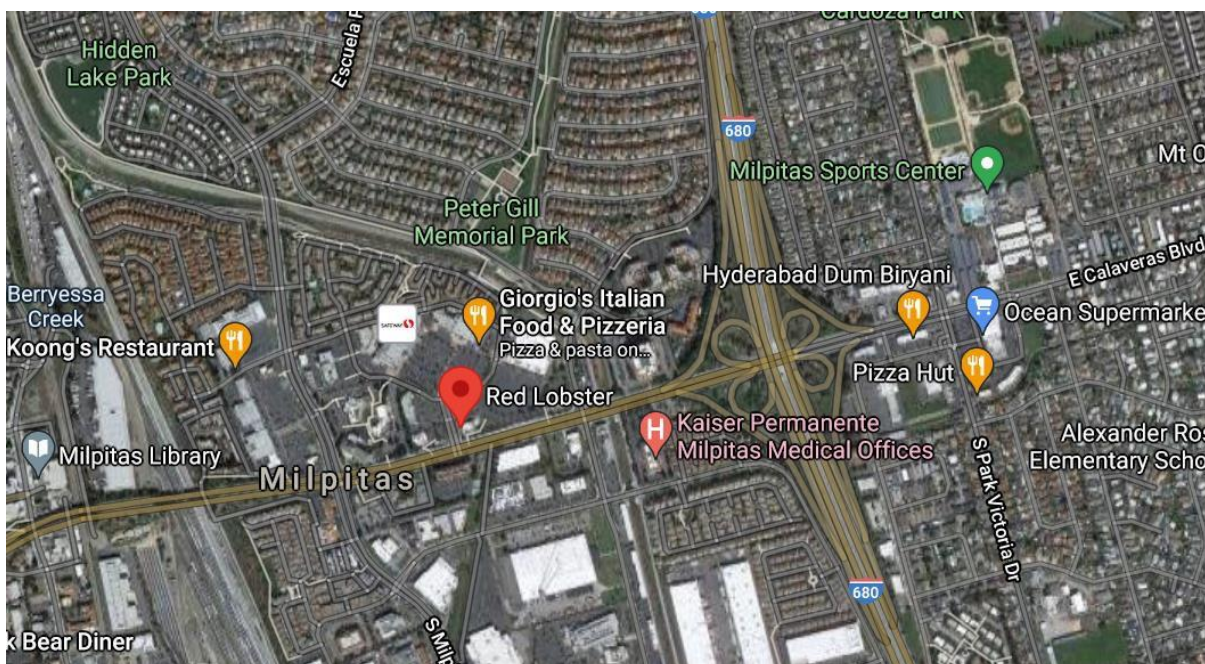 Cardoza Park
680
Hidden
Lake Park
Escuela P
680
Milpitas Sports Center
Mt O
Peter Gill
Memorial Park
Hyderabad Dum Biryani
E Calaveras Blvd
Berryessa
Creek
Giorgio's Italian
Food & Pizzeria
Pizza & pasta on...
SAFEWAY
Ocean Supermarke
Koong's Restaurant
Pizza Hut
Red Lobster
H
Kaiser Permanente
Milpitas Medical Offices
Alexander Ros
Elementary Scho
Milpitas Library
Milpitas
S Park Victoria Dr
680
S Milp
k Bear Diner